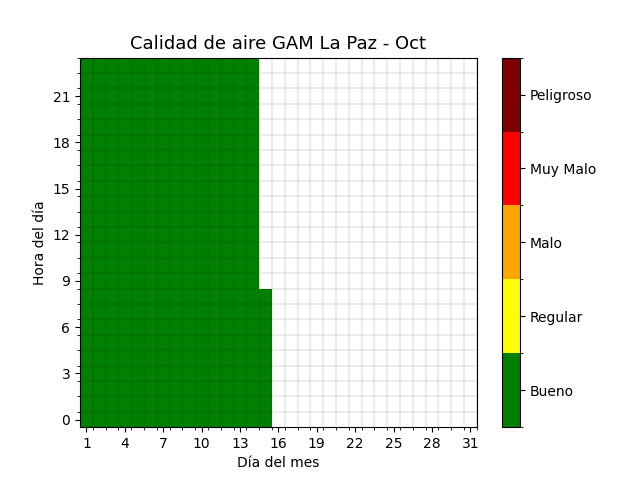 Calidad de aire GAM La Paz - Oct
Hora del día
21
18
15
12
9
6
3
0
1 4 7 10 13 16 19 22 25 28 31
Día del mes
Peligroso
Muy Malo
Malo
Regular
Bueno